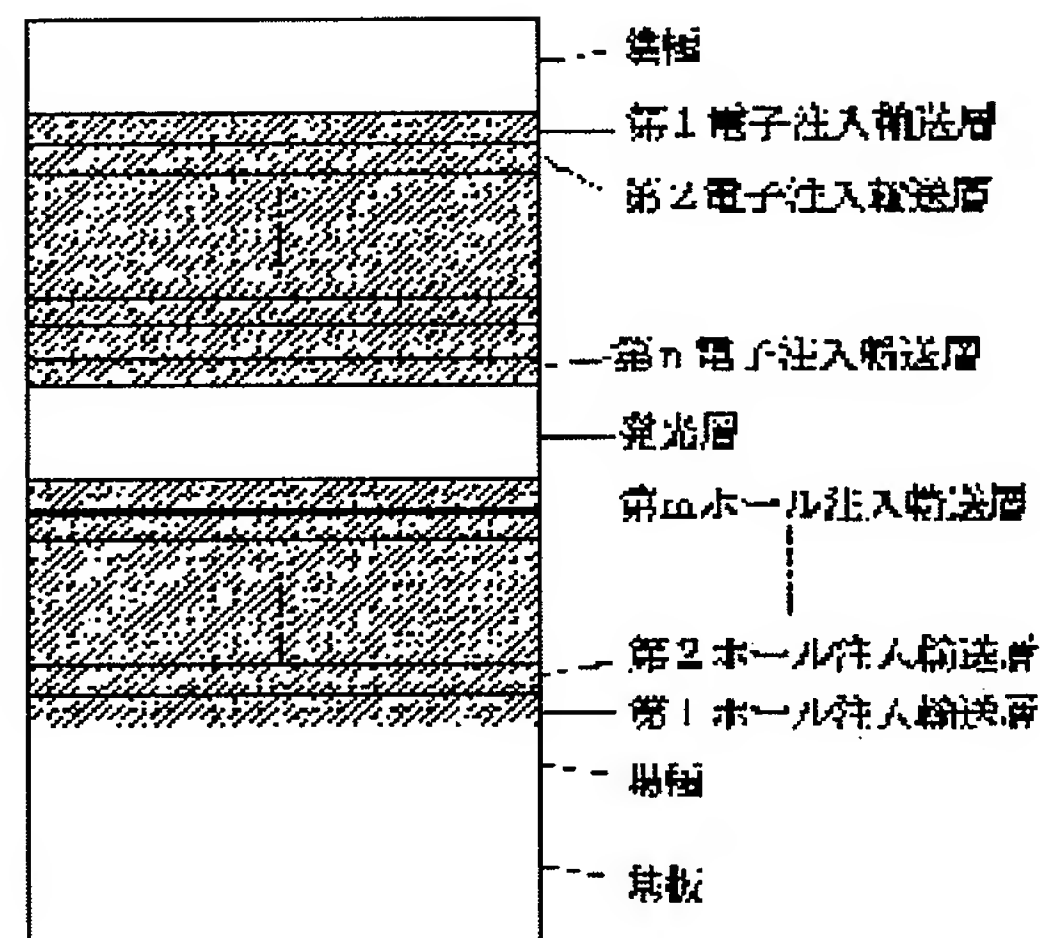 陰極
第1電子注入輸送層
第2電子注入輸送層
第n電子注入輸送層
発光層
第mホール注入輸送層
第2ホール注入輸送層
第1ホール注入輸送層
陽極
基板